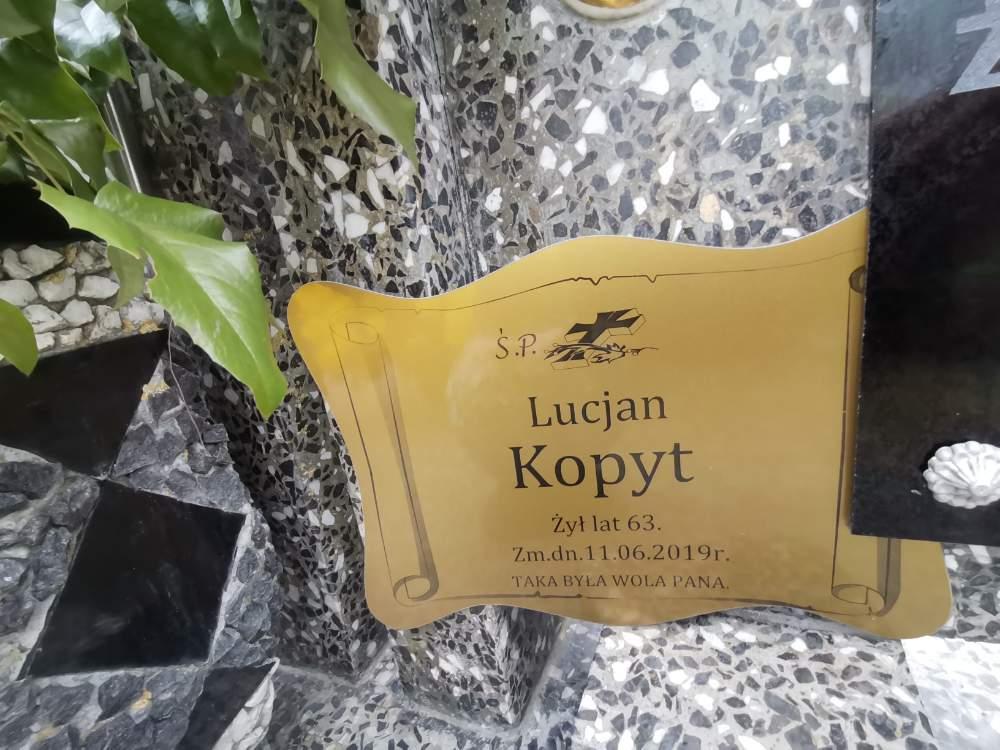 Ś.P.
Lucjan
Kopyt
Żył lat 63.
Zm.dn.11.06.2019r.
TAKA BYŁA WOLA PANA.